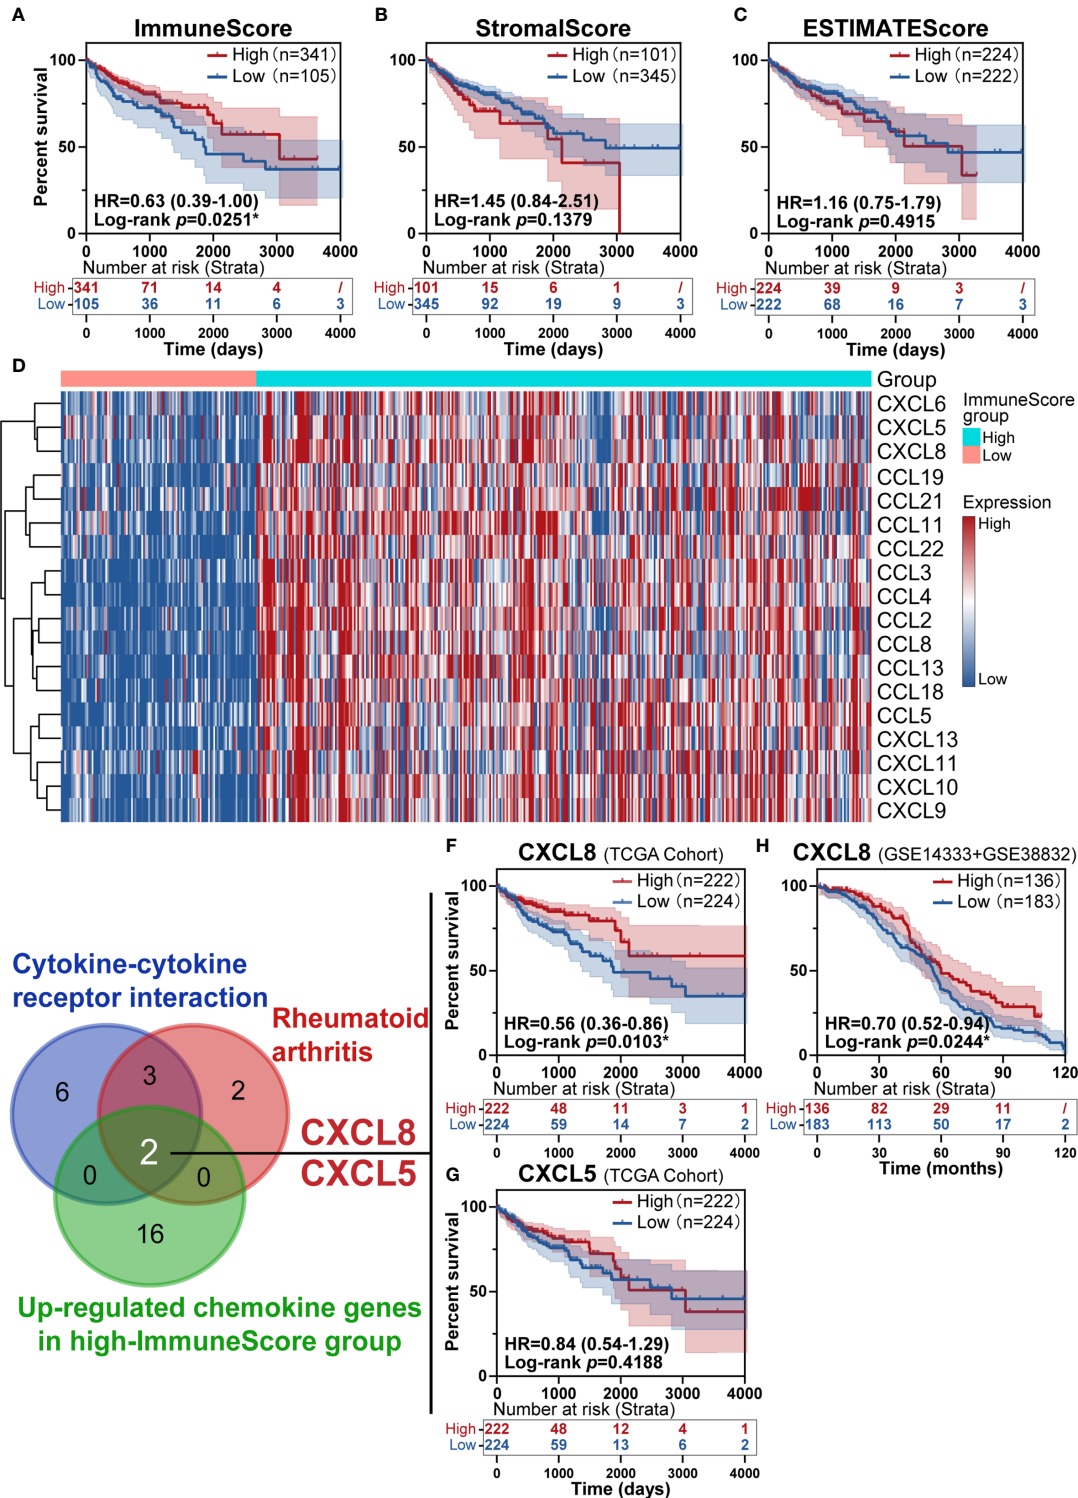 A
ImmuneScore
High (n=341)
Low (n=105)
Percent survival
100
50
0
HR=0.63 (0.39-1.00)
Log-rank p=0.0251*
0 1000 2000 3000 4000
Number at risk (Strata)
High 341 71 14 4 /
Low 105 36 11 6 3
0 1000 2000 3000 4000
Time (days)
B
StromalScore
High (n=101)
Low (n=345)
100
50
0
HR=1.45 (0.84-2.51)
Log-rank p=0.1379
0 1000 2000 3000 4000
Number at risk (Strata)
High 101 15 6 1 /
Low 345 92 19 9 3
0 1000 2000 3000 4000
Time (days)
C
ESTIMATEScore
High (n=224)
Low (n=222)
100
50
0
HR=1.16 (0.75-1.79)
Log-rank p=0.4915
0 1000 2000 3000 4000
Number at risk (Strata)
High 224 39 9 3 /
Low 222 68 16 7 3
0 1000 2000 3000 4000
Time (days)
D
Group
CXCL6
CXCL5
CXCL8
CCL19
CCL21
CCL11
CCL22
CCL3
CCL4
CCL2
CCL8
CCL13
CCL18
CCL5
CXCL13
CXCL11
CXCL10
CXCL9
ImmuneScore
group
High
Low
Expression
High
Low
Cytokine-cytokine
receptor interaction
Rheumatoid
arthritis
6
3
2
2
0
0
16
CXCL8
CXCL5
Up-regulated chemokine genes
in high-ImmuneScore group
F
CXCL8 (TCGA Cohort)
High (n=222)
Low (n=224)
Percent survival
100
50
0
HR=0.56 (0.36-0.86)
Log-rank p=0.0103*
0 1000 2000 3000 4000
Number at risk (Strata)
High 222 48 11 3 1
Low 224 59 14 7 2
0 1000 2000 3000 4000
G
CXCL5 (TCGA Cohort)
High (n=222)
Low (n=224)
Percent survival
100
50
0
HR=0.84 (0.54-1.29)
Log-rank p=0.4188
0 1000 2000 3000 4000
Number at risk (Strata)
High 222 48 12 4 1
Low 224 59 13 6 2
0 1000 2000 3000 4000
Time (days)
H
CXCL8 (GSE14333+GSE38832)
High (n=136)
Low (n=183)
100
50
0
HR=0.70 (0.52-0.94)
Log-rank p=0.0244*
0 30 60 90 120
Number at risk (Strata)
High 136 82 29 11 /
Low 183 113 50 17 2
0 30 60 90 120
Time (months)